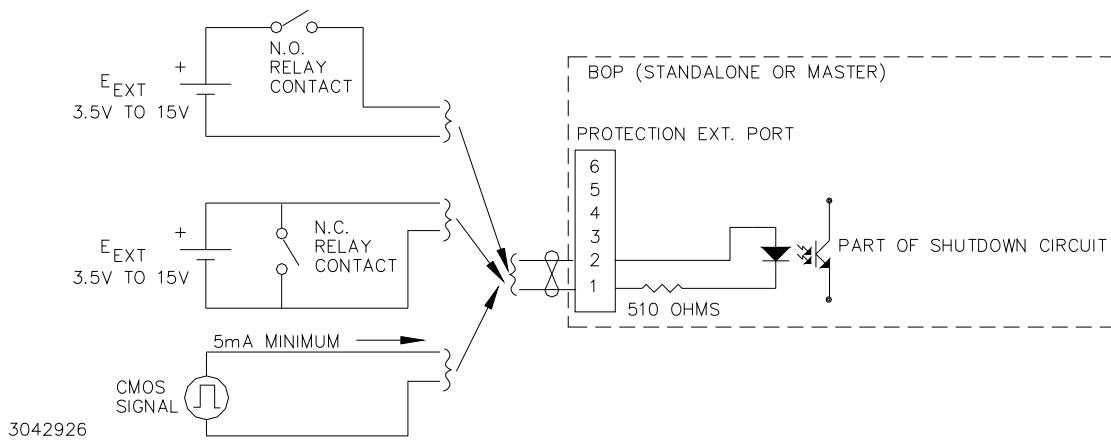 N.O.
RELAY
CONTACT
+
E EXT
3.5V TO 15V
N.C.
RELAY
CONTACT
+
E EXT
3.5V TO 15V
5mA MINIMUM
CMOS
SIGNAL
BOP (STANDALONE OR MASTER)
PROTECTION EXT. PORT
6
5
4
3
2
1
510 OHMS
PART OF SHUTDOWN CIRCUIT
3042926